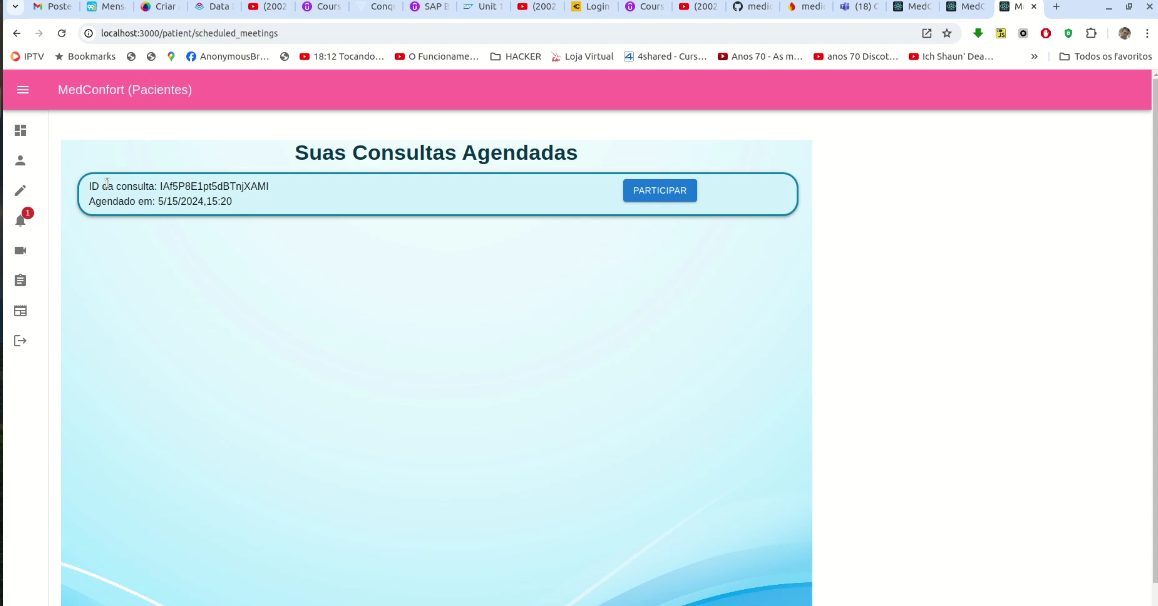 Poste
Mens
Criar
Data
(2002
Cours
Conq
SAP
Unit
(2002
Login
Cours
(2002
medi
medi
(18)
MedC
MedC
localhost:3000/patient/scheduled_meetings
IPTV
Bookmarks
AnonymousBr...
18:12 Tocando...
O Funcioname...
HACKER
Loja Virtual
4shared - Curs...
Anos 70 - As m...
anos 70 Discot...
Ich Shaun' Dea...
»
Todos os favoritos
MedConfort (Pacientes)
1
Suas Consultas Agendadas
ID da consulta: IAf5P8E1pt5dBTnjXAMI
Agendado em: 5/15/2024,15:20
PARTICIPAR